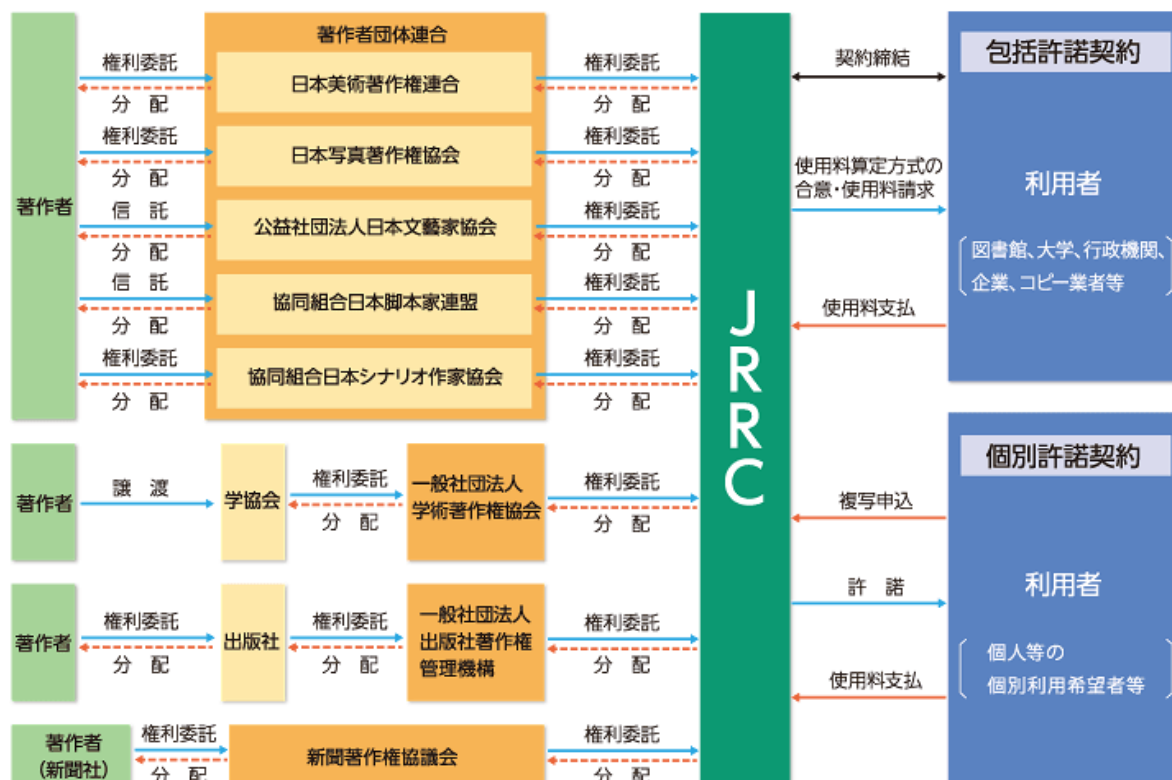 著作者
権利委託
分　配
権利委託
分　配
信　託
分　配
信　託
分　配
権利委託
分　配
著作者団体連合
日本美術著作権連合
日本写真著作権協会
公益社団法人日本文藝家協会
協同組合日本脚本家連盟
協同組合日本シナリオ作家協会
権利委託
分　配
権利委託
分　配
権利委託
分　配
権利委託
分　配
権利委託
分　配
著作者
譲　渡
学協会
権利委託
分　配
一般社団法人
学術著作権協会
権利委託
分　配
著作者
権利委託
分　配
出版社
権利委託
分　配
一般社団法人
出版社著作権
管理機構
権利委託
分　配
著作者
（新聞社）
権利委託
分　配
新聞著作権協議会
権利委託
分　配
JRRC
契約締結
使用料算定方式の
合意・使用料請求
使用料支払
包括許諾契約
利用者
図書館、大学、行政機関、
企業、コピー業者等
複写申込
許　諾
使用料支払
個別許諾契約
利用者
個人等の
個別利用希望者等